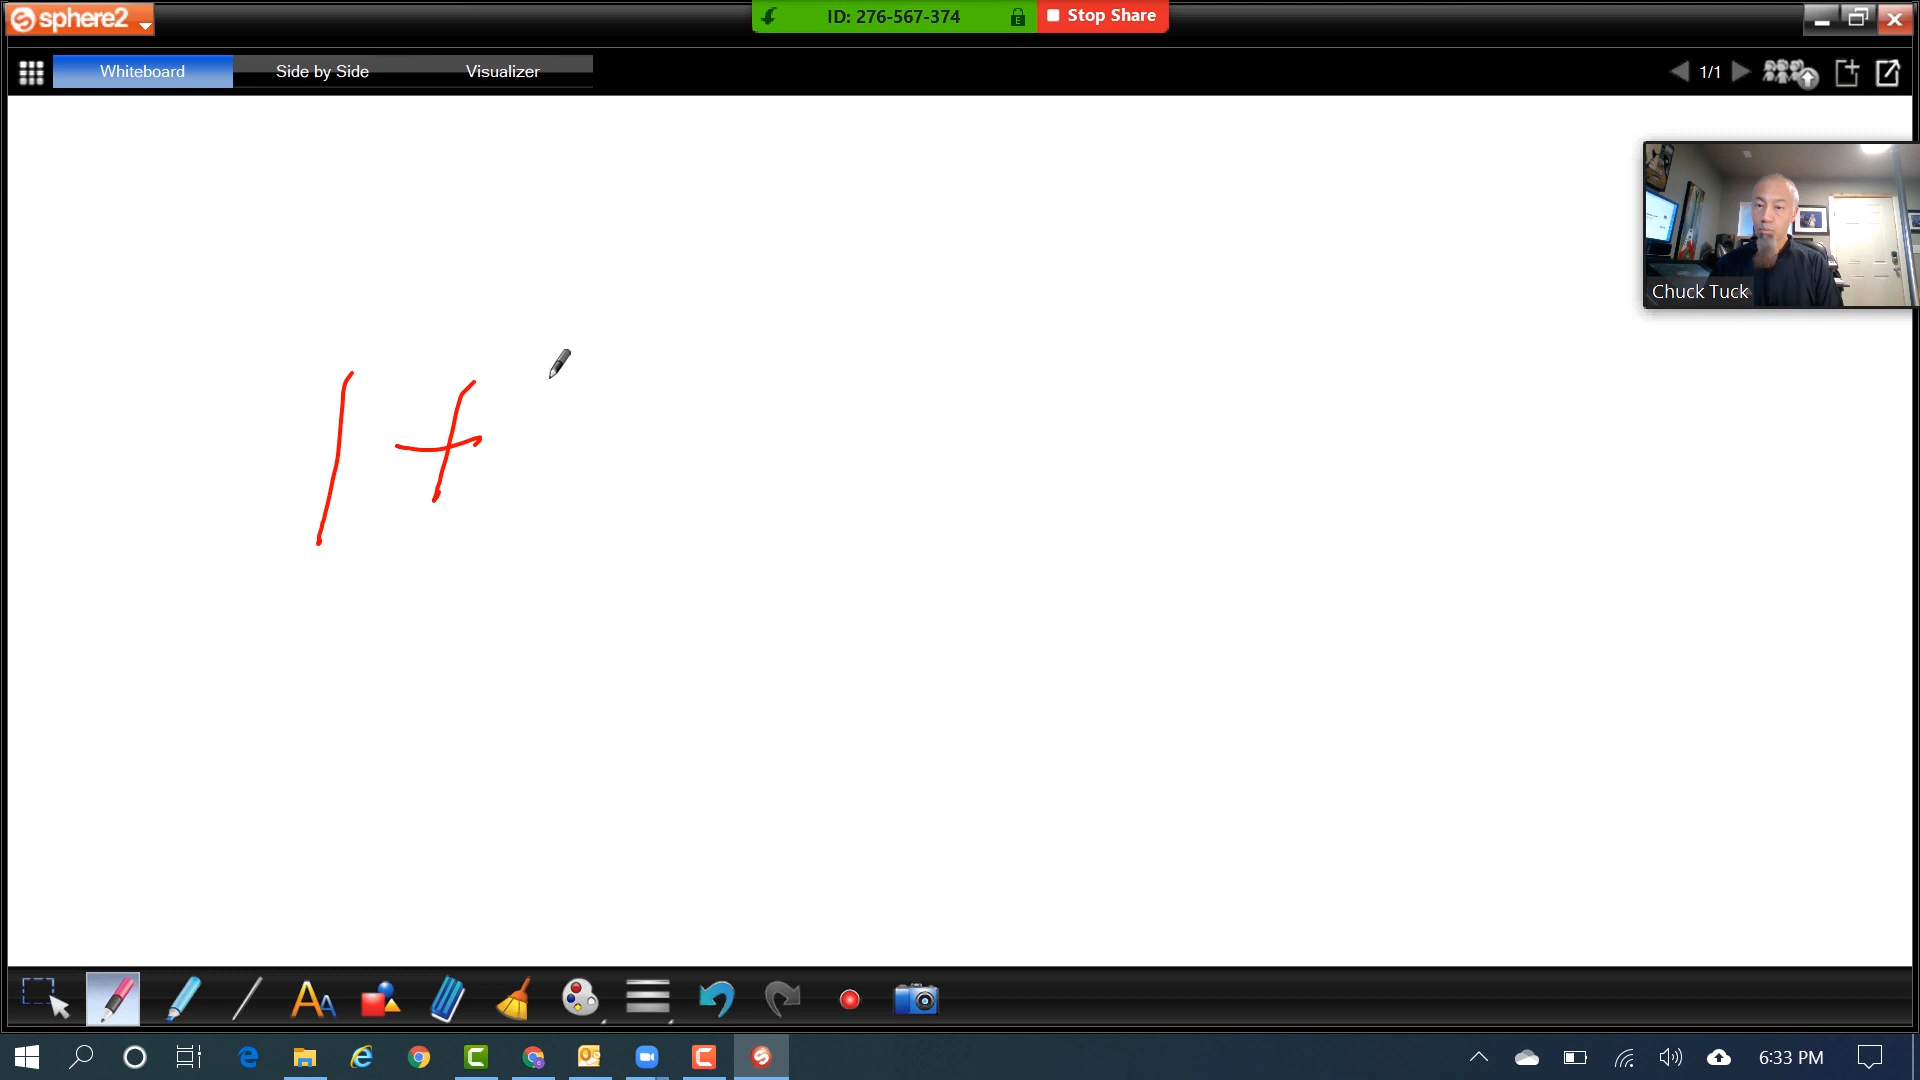 sphere2
ID: 276-567-374 Stop Share
Whiteboard Side by Side Visualizer 1/1
Chuck Tuck
1 +
AA
6:33 PM